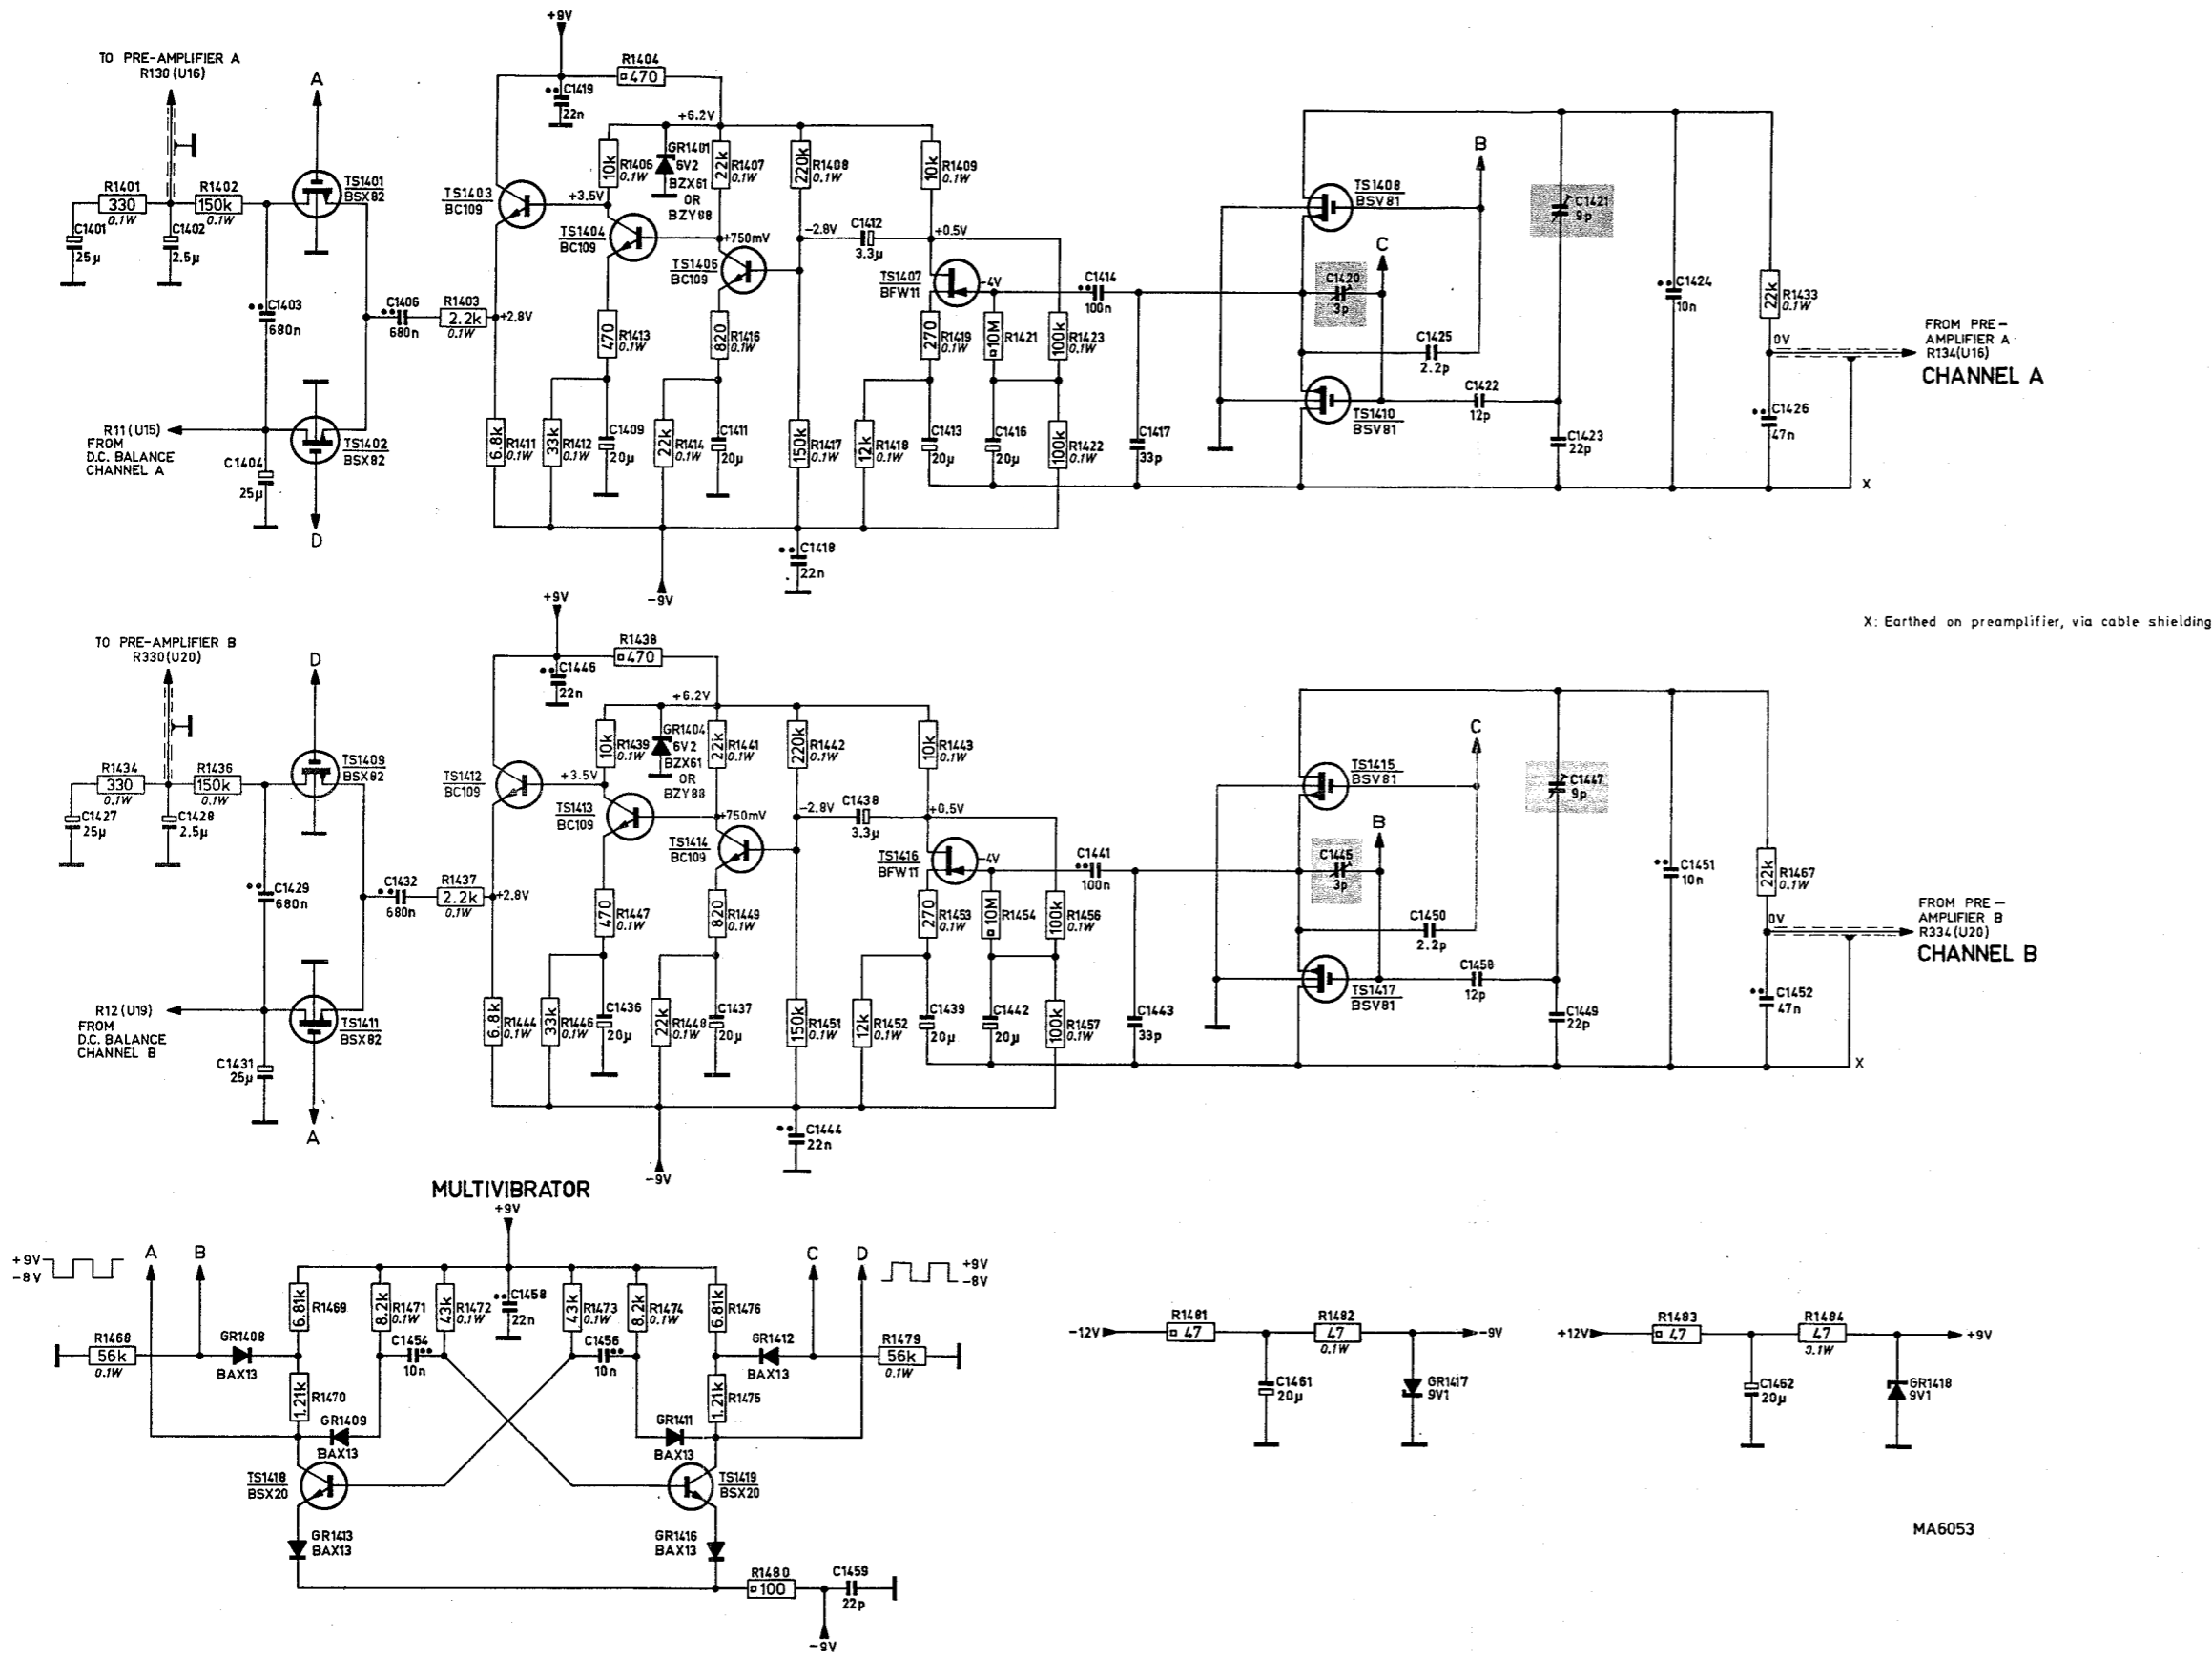 +9V
TO PRE-AMPLIFIER A
R130 (U16)
A
R1404
470
C1419
22n
+6.2V
R1401
330
0.1W
R1402
150k
0.1W
TS1401
BSX82
C1401
25µ
C1402
2.5µ
TS1403
BC109
10k
R1406
0.1W
GR1401
6V2
BZX61
OR
BZY88
22k
R1407
0.1W
220k
R1408
0.1W
10k
R1409
0.1W
+3.5V
TS1404
BC109
+750mV
TS1406
BC109
-2.8V
C1412
3.3µ
+0.5V
TS1407
BFW11
-4V
C1414
100n
B
TS1408
BSV81
C
C1420
3p
C1421
9p
C1425
2.2p
C1422
12p
TS1410
BSV81
C1423
22p
C1424
10n
22k
R1433
0.1W
0V
FROM PRE-
AMPLIFIER A
R134(U16)
CHANNEL A
C1426
47n
X
C1403
680n
C1406
680n
R1403
2.2k
0.1W
+2.8V
470
R1413
0.1W
820
R1416
0.1W
270
R1419
0.1W
10M
R1421
100k
R1423
0.1W
R11 (U15)
FROM
D.C. BALANCE
CHANNEL A
TS1402
BSX82
C1404
25µ
D
6.8k
R1411
0.1W
33k
R1412
0.1W
C1409
20µ
22k
R1414
0.1W
C1411
20µ
150k
R1417
0.1W
12k
R1418
0.1W
C1413
20µ
C1416
20µ
100k
R1422
0.1W
C1417
33p
C1418
22n
-9V
X: Earthed on preamplifier, via cable shielding
+9V
TO PRE-AMPLIFIER B
R330(U20)
D
R1438
470
C1446
22n
+6.2V
R1434
330
0.1W
R1436
150k
0.1W
TS1409
BSX82
C1427
25µ
C1428
2.5µ
TS1412
BC109
10k
R1439
0.1W
GR1404
6V2
BZX61
OR
BZY88
22k
R1441
0.1W
220k
R1442
0.1W
10k
R1443
0.1W
+3.5V
TS1413
BC109
+750mV
TS1414
BC109
-2.8V
C1438
3.3µ
+0.5V
TS1416
BFW11
-4V
C1441
100n
C
TS1415
BSV81
B
C1445
3p
C1447
9p
C1450
2.2p
C1458
12p
TS1417
BSV81
C1449
22p
C1451
10n
22k
R1467
0.1W
0V
FROM PRE-
AMPLIFIER B
R334(U20)
CHANNEL B
C1452
47n
X
C1429
680n
C1432
680n
R1437
2.2k
0.1W
+2.8V
470
R1447
0.1W
820
R1449
0.1W
270
R1453
0.1W
10M
R1454
100k
R1456
0.1W
R12 (U19)
FROM
D.C. BALANCE
CHANNEL B
TS1411
BSX82
C1431
25µ
A
6.8k
R1444
0.1W
33k
R1446
0.1W
C1436
20µ
22k
R1448
0.1W
C1437
20µ
150k
R1451
0.1W
12k
R1452
0.1W
C1439
20µ
C1442
20µ
100k
R1457
0.1W
C1443
33p
C1444
22n
-9V
MULTIVIBRATOR
+9V
+9V
-8V
A
B
C
D
+9V
-8V
6.81k
R1469
8.2k
R1471
0.1W
43k
R1472
0.1W
C1458
22n
43k
R1473
0.1W
8.2k
R1474
0.1W
6.81k
R1476
R1468
56k
0.1W
GR1408
BAX13
C1454
10n
C1456
10n
GR1412
BAX13
R1479
56k
0.1W
1.21k
R1470
1.21k
R1475
GR1409
BAX13
GR1411
BAX13
TS1418
BSX20
TS1419
BSX20
GR1413
BAX13
GR1416
BAX13
R1480
100
C1459
22p
-9V
-12V
R1481
47
R1482
47
0.1W
-9V
C1461
20µ
GR1417
9V1
+12V
R1483
47
R1484
47
0.1W
+9V
C1462
20µ
GR1418
9V1
MA6053